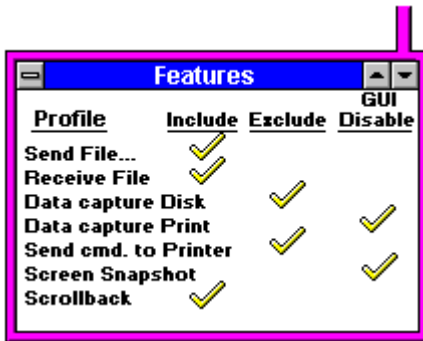 Features
GUI
Profile Include Exclude Disable
Send File...
Receive File
Data capture Disk
Data capture Print
Send cmd. to Printer
Screen Snapshot
Scrollback